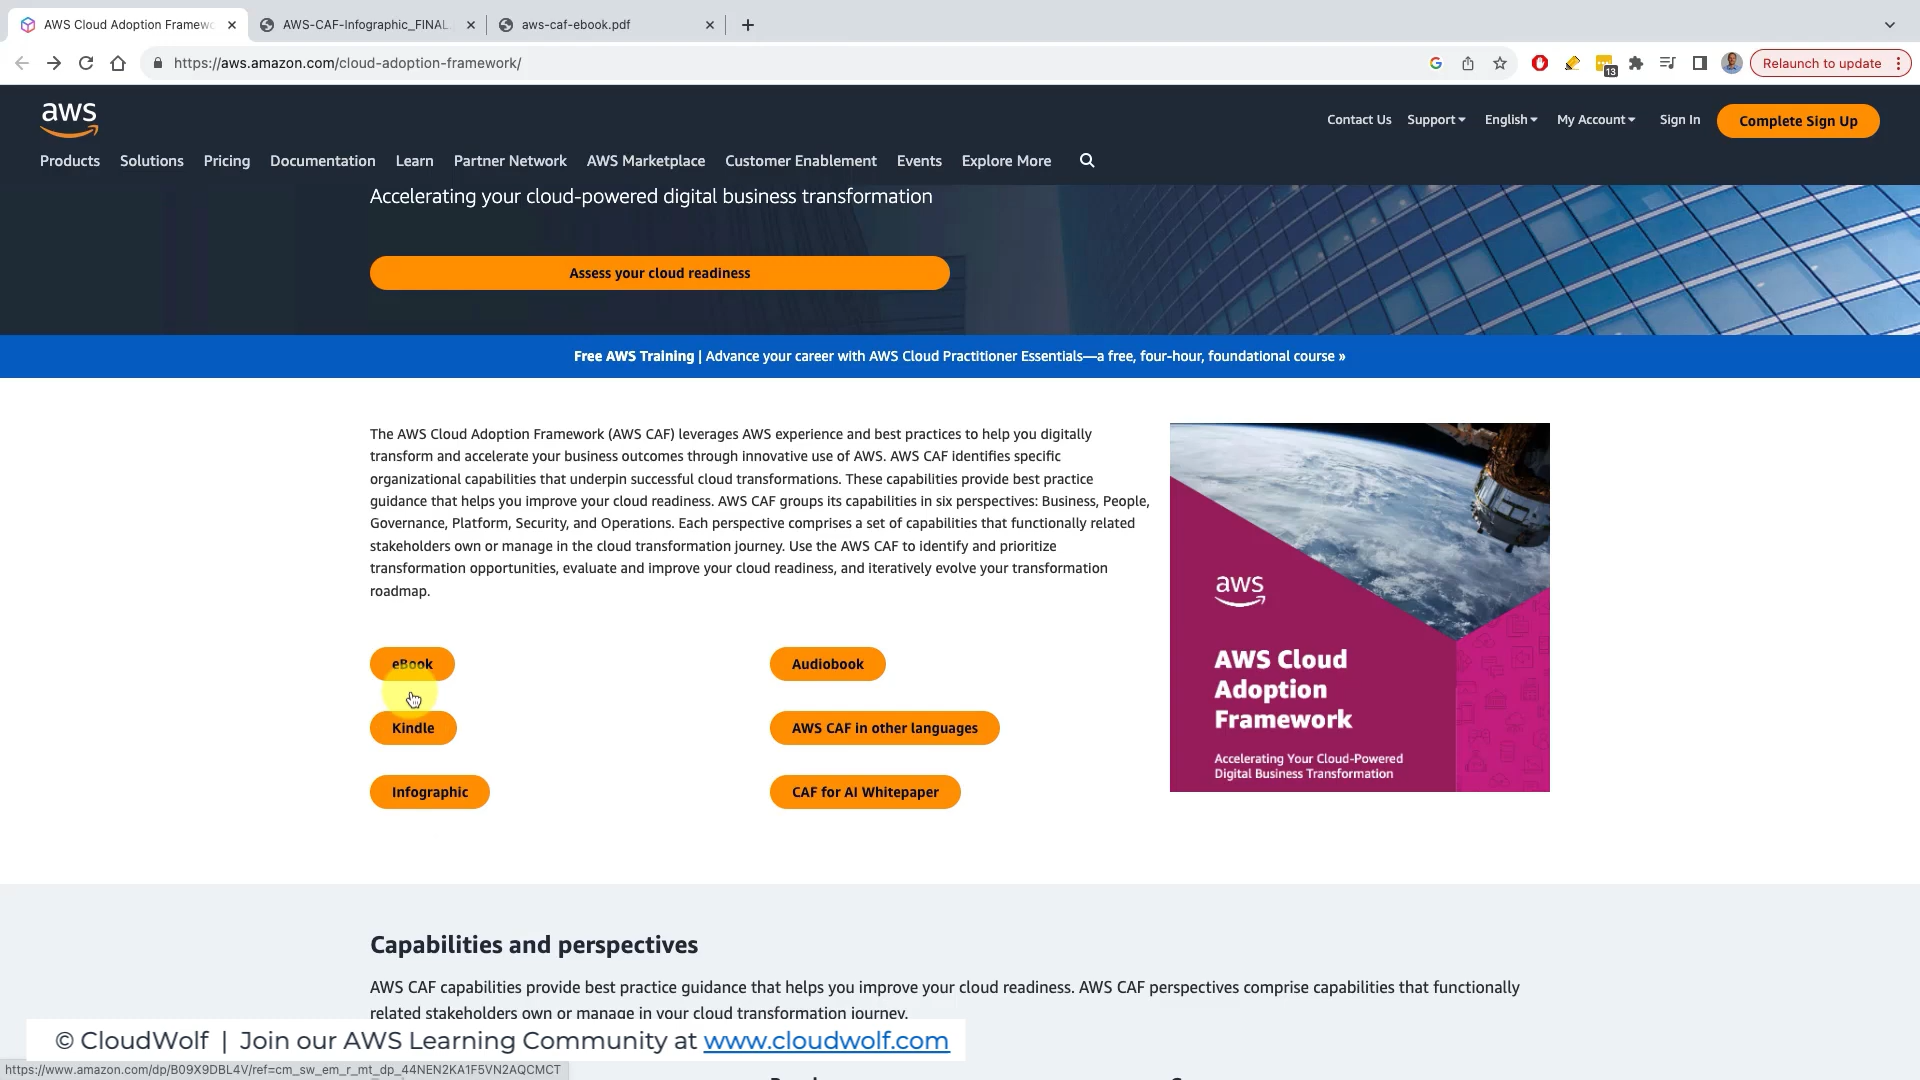 AWS Cloud Adoption Framew
AWS-CAF-Infographic_FINAL
aws-caf-ebook.pdf
https://aws.amazon.com/cloud-adoption-framework/
13
Relaunch to update
aws
Contact Us Support English My Account Sign In Complete Sign Up
Products Solutions Pricing Documentation Learn Partner Network AWS Marketplace Customer Enablement Events Explore More
Accelerating your cloud-powered digital business transformation
Assess your cloud readiness
Free AWS Training | Advance your career with AWS Cloud Practitioner Essentials—a free, four-hour, foundational course »
The AWS Cloud Adoption Framework (AWS CAF) leverages AWS experience and best practices to help you digitally
transform and accelerate your business outcomes through innovative use of AWS. AWS CAF identifies specific
organizational capabilities that underpin successful cloud transformations. These capabilities provide best practice
guidance that helps you improve your cloud readiness. AWS CAF groups its capabilities in six perspectives: Business, People,
Governance, Platform, Security, and Operations. Each perspective comprises a set of capabilities that functionally related
stakeholders own or manage in the cloud transformation journey. Use the AWS CAF to identify and prioritize
transformation opportunities, evaluate and improve your cloud readiness, and iteratively evolve your transformation
roadmap.
eBook
Audiobook
Kindle
AWS CAF in other languages
Infographic
CAF for AI Whitepaper
aws
AWS Cloud
Adoption
Framework
Accelerating Your Cloud-Powered
Digital Business Transformation
Capabilities and perspectives
AWS CAF capabilities provide best practice guidance that helps you improve your cloud readiness. AWS CAF perspectives comprise capabilities that functionally
related stakeholders own or manage in your cloud transformation journey.
© CloudWolf | Join our AWS Learning Community at www.cloudwolf.com
https://www.amazon.com/dp/B09X9DBL4V/ref=cm_sw_em_r_mt_dp_44NEN2KA1F5VN2AQCMCT